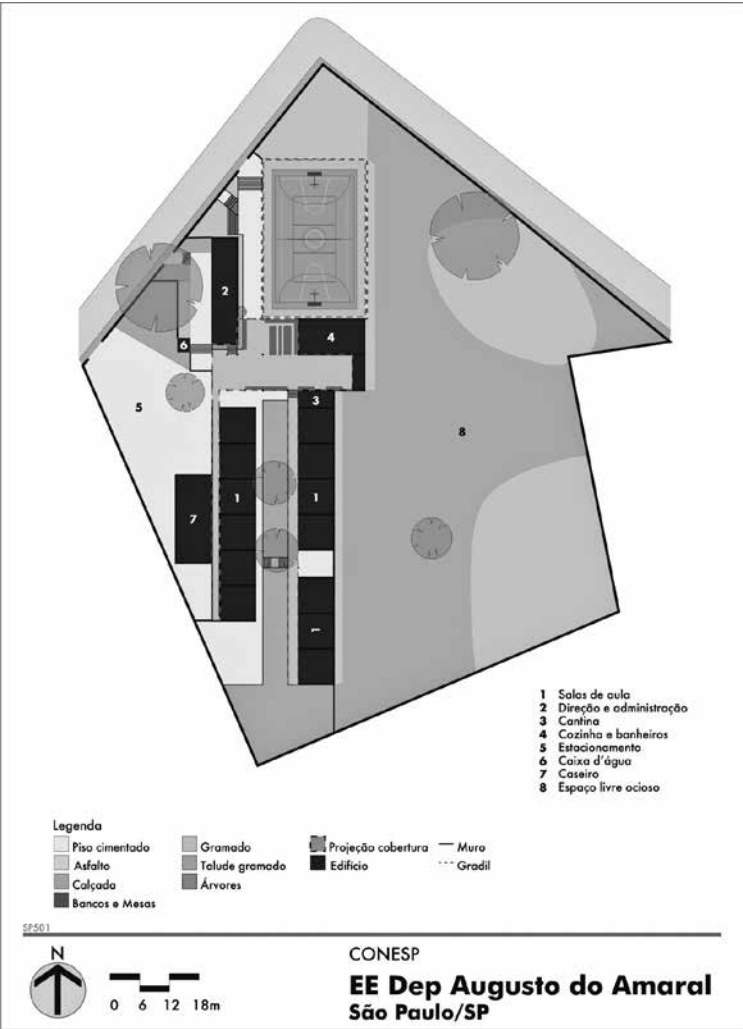 2
4
6
3
5
8
1
1
7
1
1 Salas de aula
2 Direção e administração
3 Cantina
4 Cozinha e banheiros
5 Estacionamento
6 Caixa d'água
7 Caseiro
8 Espaço livre ocioso
Legenda
Piso cimentado
Gramado
Projeção cobertura
Muro
Asfalto
Talude gramado
Edifício
Gradil
Calçada
Árvores
Bancos e Mesas
SP501
N
0 6 12 18m
CONESP
EE Dep Augusto do Amaral
São Paulo/SP